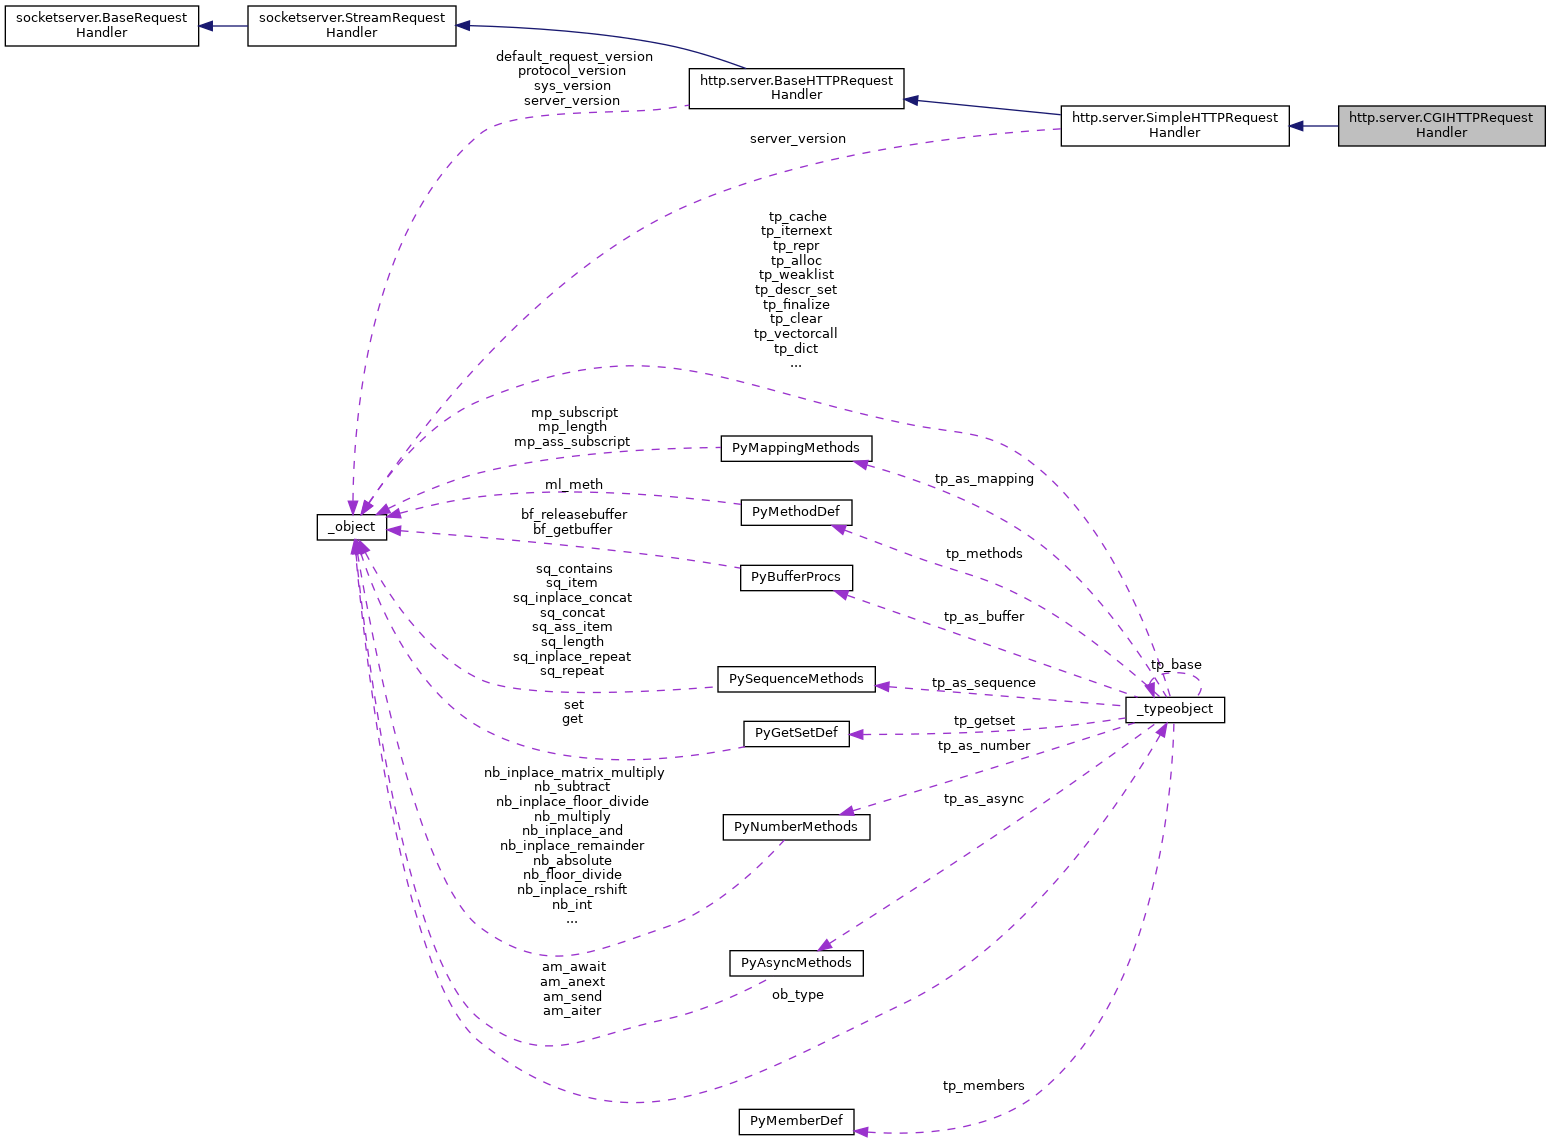 socketserver.BaseRequest
Handler
socketserver.StreamRequest
Handler
default_request_version
protocol_version
sys_version
server_version
http.server.BaseHTTPRequest
Handler
http.server.SimpleHTTPRequest
Handler
http.server.CGIHTTPRequest
Handler
server_version
tp_cache
tp_iternext
tp_repr
tp_alloc
tp_weaklist
tp_descr_set
tp_finalize
tp_clear
tp_vectorcall
tp_dict
...
mp_subscript
mp_length
mp_ass_subscript
PyMappingMethods
tp_as_mapping
ml_meth
PyMethodDef
_object
bf_releasebuffer
bf_getbuffer
tp_methods
PyBufferProcs
sq_contains
sq_item
sq_inplace_concat
sq_concat
sq_ass_item
sq_length
sq_inplace_repeat
sq_repeat
tp_as_buffer
tp_base
PySequenceMethods
tp_as_sequence
_typeobject
set
get
PyGetSetDef
tp_getset
tp_as_number
nb_inplace_matrix_multiply
nb_subtract
nb_inplace_floor_divide
nb_multiply
nb_inplace_and
nb_inplace_remainder
nb_absolute
nb_floor_divide
nb_inplace_rshift
nb_int
...
PyNumberMethods
tp_as_async
am_await
am_anext
am_send
am_aiter
PyAsyncMethods
ob_type
tp_members
PyMemberDef